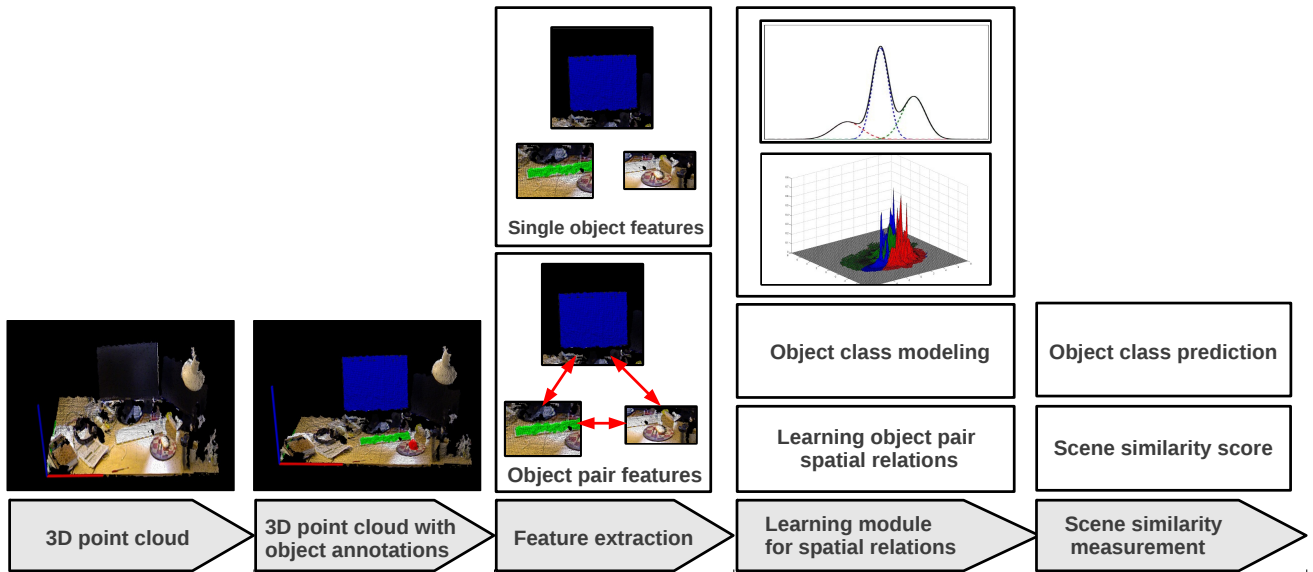 Single object features
Object pair features
Object class modeling
Learning object pair
spatial relations
Object class prediction
Scene similarity score
3D point cloud
3D point cloud with
object annotations
Feature extraction
Learning module
for spatial relations
Scene similarity
measurement